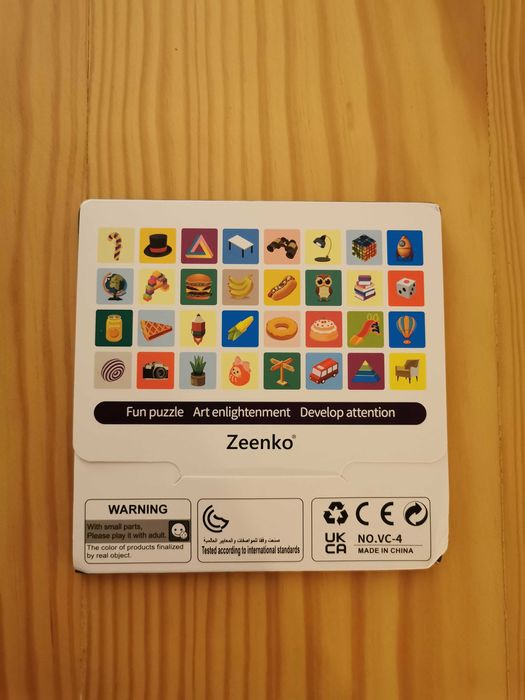 Fun puzzle Art enlightenment Develop attention
Zeenko®
WARNING
With small parts,
Please play it with adult.
The color of products finalized
by real object.
صنعت وفقا للمواصفات والمعايير العالمية
Tested according to international standards
CE
UK
CA
NO.VC-4
MADE IN CHINA